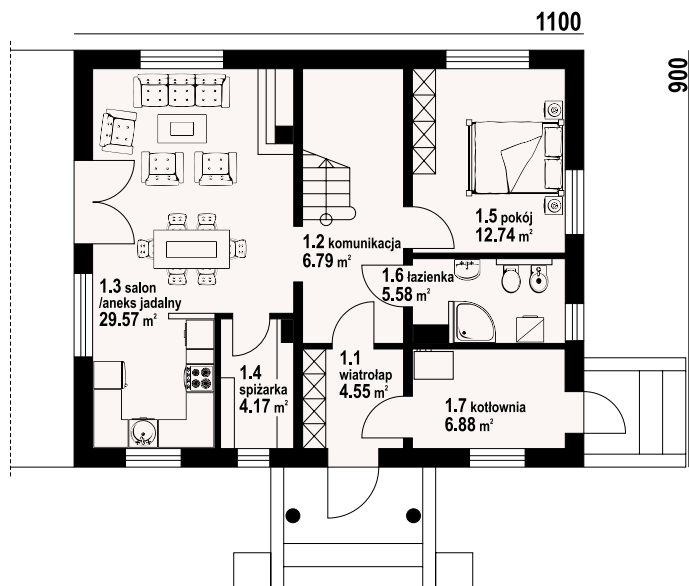 1100
900
1.5 pokój
12.74 m²
1.2 komunikacja
6.79 m²
1.6 łazienka
5.58 m²
1.3 salon
/aneks jadalny
29.57 m²
1.1
wiatrołap
4.55 m²
1.4
spiżarka
4.17 m²
1.7 kotłownia
6.88 m²